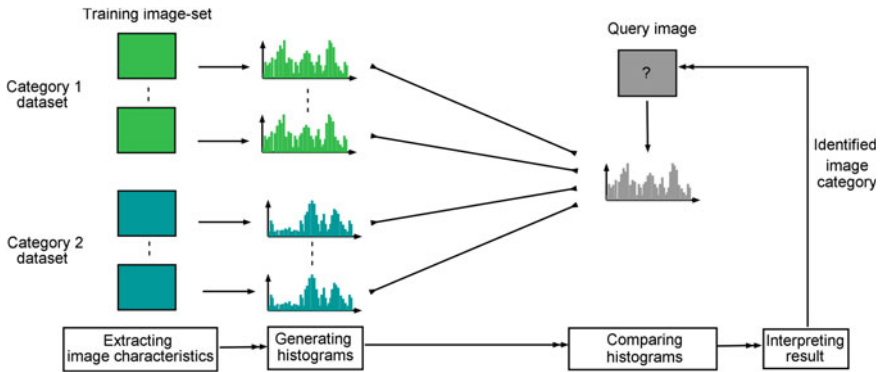 Training image-set
Query image
Category 1
dataset
?
Identified
image
category
Category 2
dataset
Extracting
image characteristics
Generating
histograms
Comparing
histograms
Interpreting
result